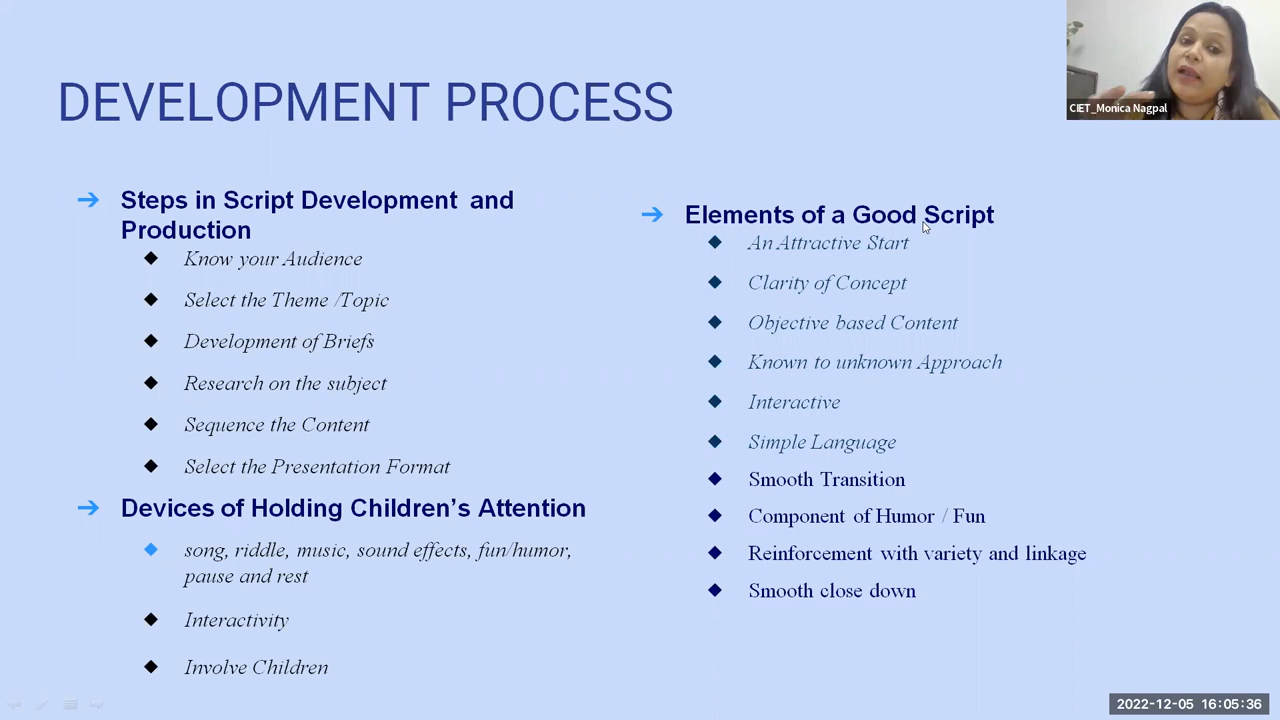 DEVELOPMENT PROCESS
CIET_Monica Nagpal
Steps in Script Development and
Production
Know your Audience
Select the Theme /Topic
Development of Briefs
Research on the subject
Sequence the Content
Select the Presentation Format
Devices of Holding Children’s Attention
song, riddle, music, sound effects, fun/humor,
pause and rest
Interactivity
Involve Children
Elements of a Good Script
An Attractive Start
Clarity of Concept
Objective based Content
Known to unknown Approach
Interactive
Simple Language
Smooth Transition
Component of Humor / Fun
Reinforcement with variety and linkage
Smooth close down
2022-12-05 16:05:36